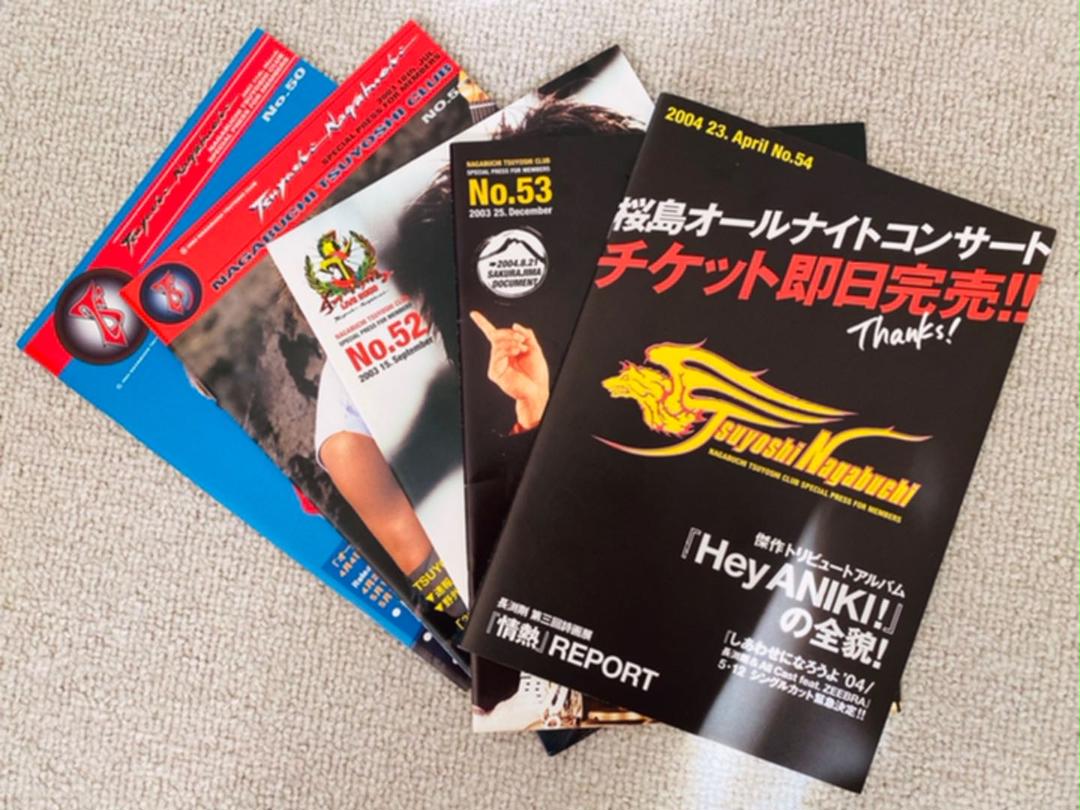 No.50
Tsuyoshi Nagabuchi
SPECIAL PRESS FOR MEMBERS
NAGABUCHI TSUYOSHI CLUB
LOVE
NAGABUCHI TSUYOSHI CLUB
SPECIAL PRESS FOR MEMBERS
No.52
2003 15. September
NAGABUCHI TSUYOSHI CLUB
SPECIAL PRESS FOR MEMBERS
No.53
2003 25. December
2004.8.21
SAKURAJIMA
DOCUMENT
2004 23. April No.54
桜島オールナイトコンサート
チケット即日完売!!
Thanks!
Tsuyoshi Nagabuchi
NAGABUCHI TSUYOSHI CLUB SPECIAL PRESS FOR MEMBERS
傑作トリビュートアルバム
『Hey ANIKI!!』
の全貌!
『しあわせになろうよ '04/
長渕剛 & All Cast feat. ZEEBRA』
5・12 シングルカット緊急決定!!
長渕剛 第三回詩画展
『情熱』REPORT